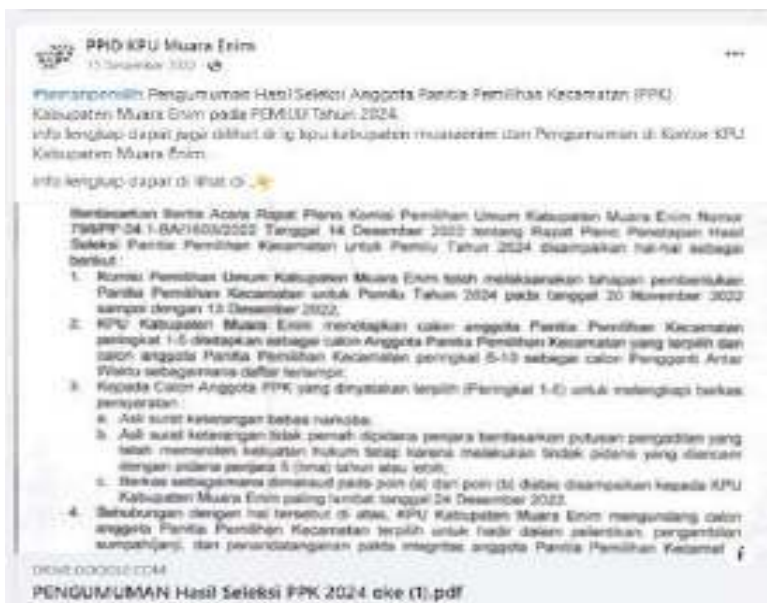 PPID KPU Muara Enim
15 Desember 2022
#temanpemilih Pengumuman Hasil Seleksi Anggota Panitia Pemilihan Kecamatan (PPK)
Kabupaten Muara Enim pada PEMILU Tahun 2024.
info lengkap dapat juga dilihat di ig kpu kabupaten muaraenim dan Pengumuman di Kantor KPU
Kabupaten Muara Enim
info lengkap dapat di lihat di 👇
Berdasarkan Berita Acara Rapat Pleno Komisi Pemilihan Umum Kabupaten Muara Enim Nomor
Tanggal 14 Desember 2022 tentang Rapat Pleno Penetapan Hasil
Seleksi Panitia Pemilihan Kecamatan untuk Pemilu Tahun 2024 disampaikan hal-hal sebagai
berikut :
1. Komisi Pemilihan Umum Kabupaten Muara Enim telah melaksanakan tahapan pembentukan
Panitia Pemilihan Kecamatan untuk Pemilu Tahun 2024 pada tanggal 20 November 2022
sampai dengan 13 Desember 2022;
2. KPU Kabupaten Muara Enim menetapkan calon anggota Panitia Pemilihan Kecamatan
peringkat 1-5 ditetapkan sebagai calon Anggota Panitia Pemilihan Kecamatan yang terpilih dan
calon anggota Panitia Pemilihan Kecamatan peringkat 6-10 sebagai calon Pengganti Antar
Waktu sebagaimana daftar terlampir;
3. Kepada Calon Anggota PPK yang dinyatakan terpilih (Peringkat 1-5) untuk melengkapi berkas
persyaratan :
a. Asli surat keterangan bebas narkoba;
b. Asli surat keterangan tidak pernah dipidana penjara berdasarkan putusan pengadilan yang
telah memperoleh kekuatan hukum tetap karena melakukan tindak pidana yang diancam
dengan pidana penjara 5 (lima) tahun atau lebih;
c. Berkas sebagaimana dimaksud pada poin (a) dan poin (b) diatas disampaikan kepada KPU
Kabupaten Muara Enim paling lambat tanggal 24 Desember 2022.
4. Sehubungan dengan hal tersebut di atas, KPU Kabupaten Muara Enim mengundang calon
anggota Panitia Pemilihan Kecamatan terpilih untuk hadir dalam pelantikan, pengambilan
sumpah/janji, dan penandatanganan pakta integritas anggota Panitia Pemilihan Kecamat
DRIVE.GOOGLE.COM
PENGUMUMAN Hasil Seleksi PPK 2024 oke (1).pdf